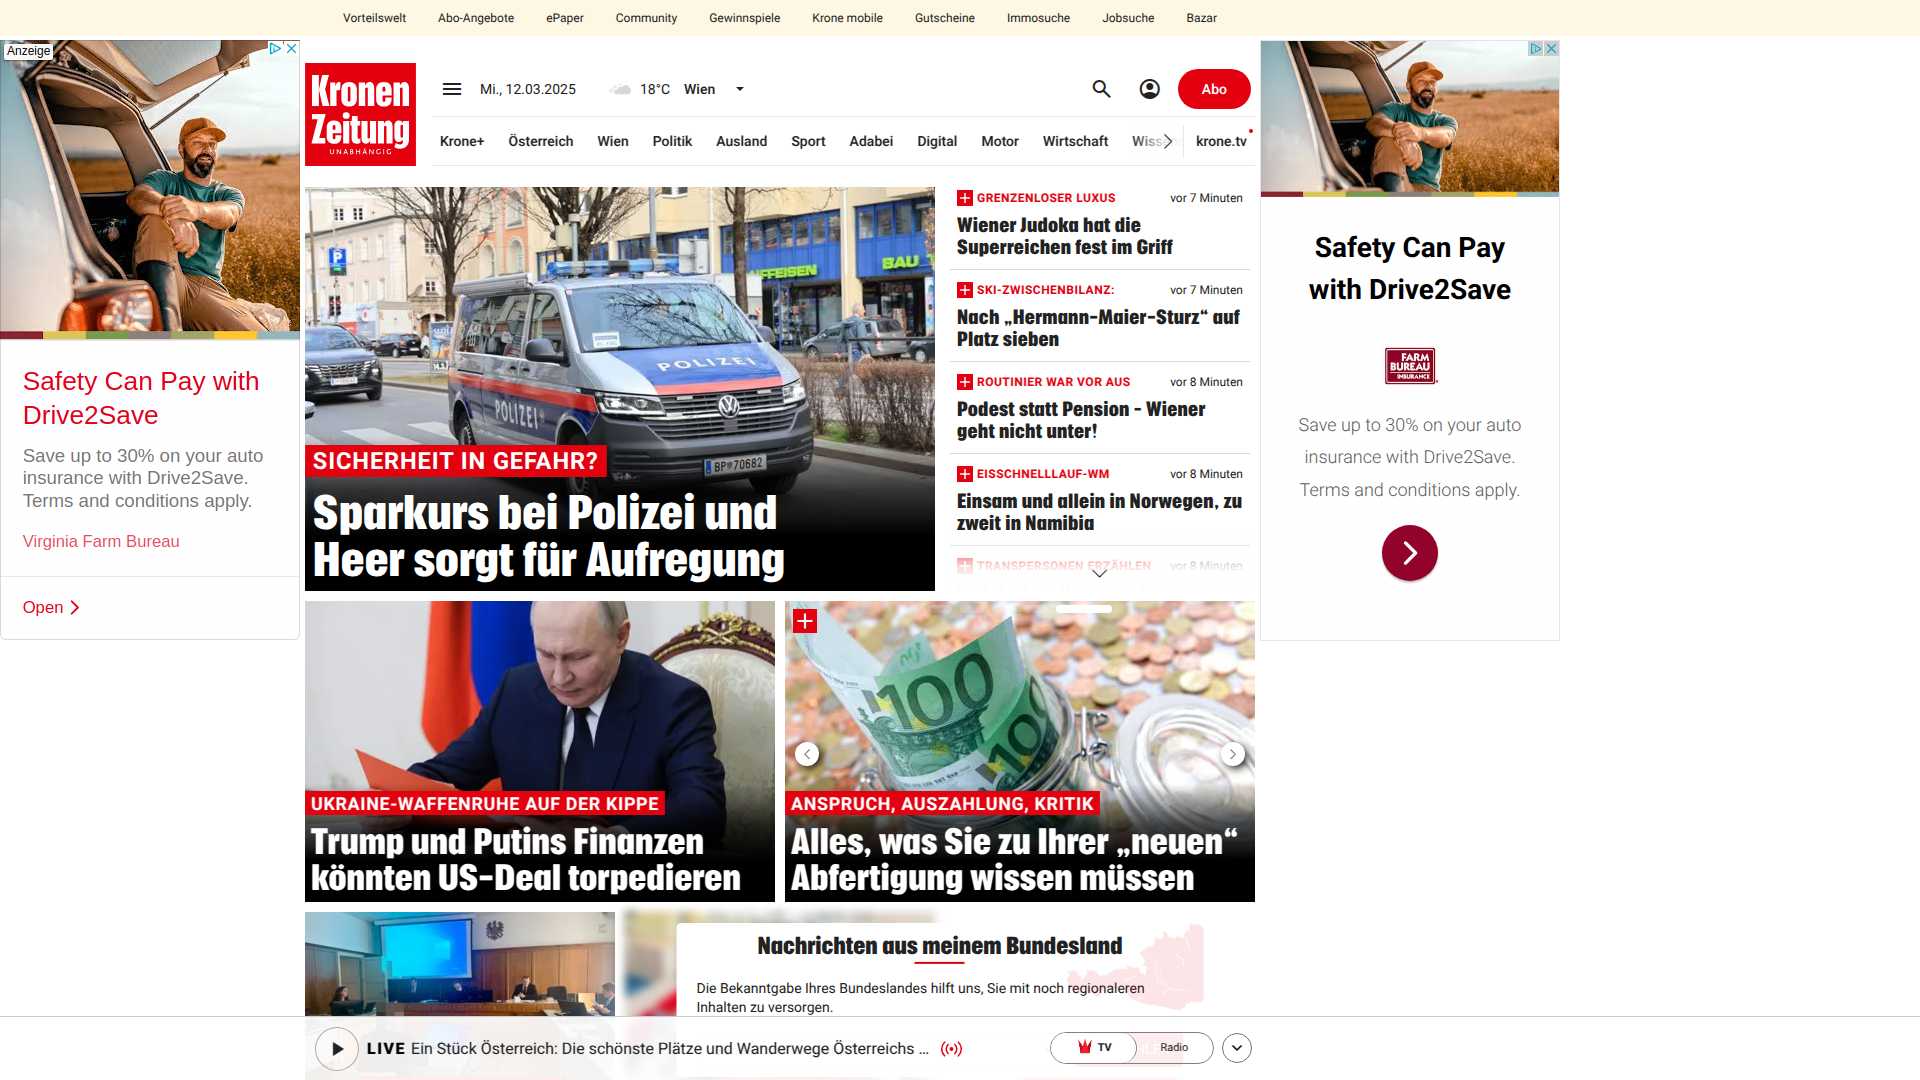 Vorteilswelt Abo-Angebote ePaper Community Gewinnspiele Krone mobile Gutscheine Immosuche Jobsuche Bazar
Anzeige
Kronen
Zeitung
UNABHÄNGIG
Mi., 12.03.2025 18°C Wien
Abo
Krone+ Österreich Wien Politik Ausland Sport Adabei Digital Motor Wirtschaft krone.tv
Safety Can Pay with
Drive2Save
Save up to 30% on your auto
insurance with Drive2Save.
Terms and conditions apply.
Virginia Farm Bureau
Open
P
POLIZEI
POLIZEI
BP 70682
BAU
SICHERHEIT IN GEFAHR?
Sparkurs bei Polizei und
Heer sorgt für Aufregung
GRENZENLOSER LUXUS vor 7 Minuten
Wiener Judoka hat die
Superreichen fest im Griff
SKI-ZWISCHENBILANZ: vor 7 Minuten
Nach „Hermann-Maier-Sturz“ auf
Platz sieben
ROUTINIER WAR VOR AUS vor 8 Minuten
Podest statt Pension – Wiener
geht nicht unter!
EISSCHNELLLAUF-WM vor 8 Minuten
Einsam und allein in Norwegen, zu
zweit in Namibia
TRANSPERSONEN ERZÄHLEN vor 8 Minuten
Safety Can Pay
with Drive2Save
FARM
BUREAU
INSURANCE
Save up to 30% on your auto
insurance with Drive2Save.
Terms and conditions apply.
UKRAINE-WAFFENRUHE AUF DER KIPPE
Trump und Putins Finanzen
könnten US-Deal torpedieren
100
100
ANSPRUCH, AUSZAHLUNG, KRITIK
Alles, was Sie zu Ihrer „neuen“
Abfertigung wissen müssen
Nachrichten aus meinem Bundesland
Die Bekanntgabe Ihres Bundeslandes hilft uns, Sie mit noch regionaleren
Inhalten zu versorgen.
LIVE Ein Stück Österreich: Die schönste Plätze und Wanderwege Österreichs ...
TV Radio